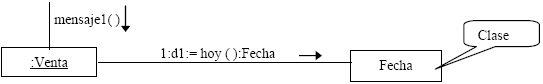 mensaje1( )
Clase
1:d1:= hoy ( ):Fecha
:Venta
Fecha